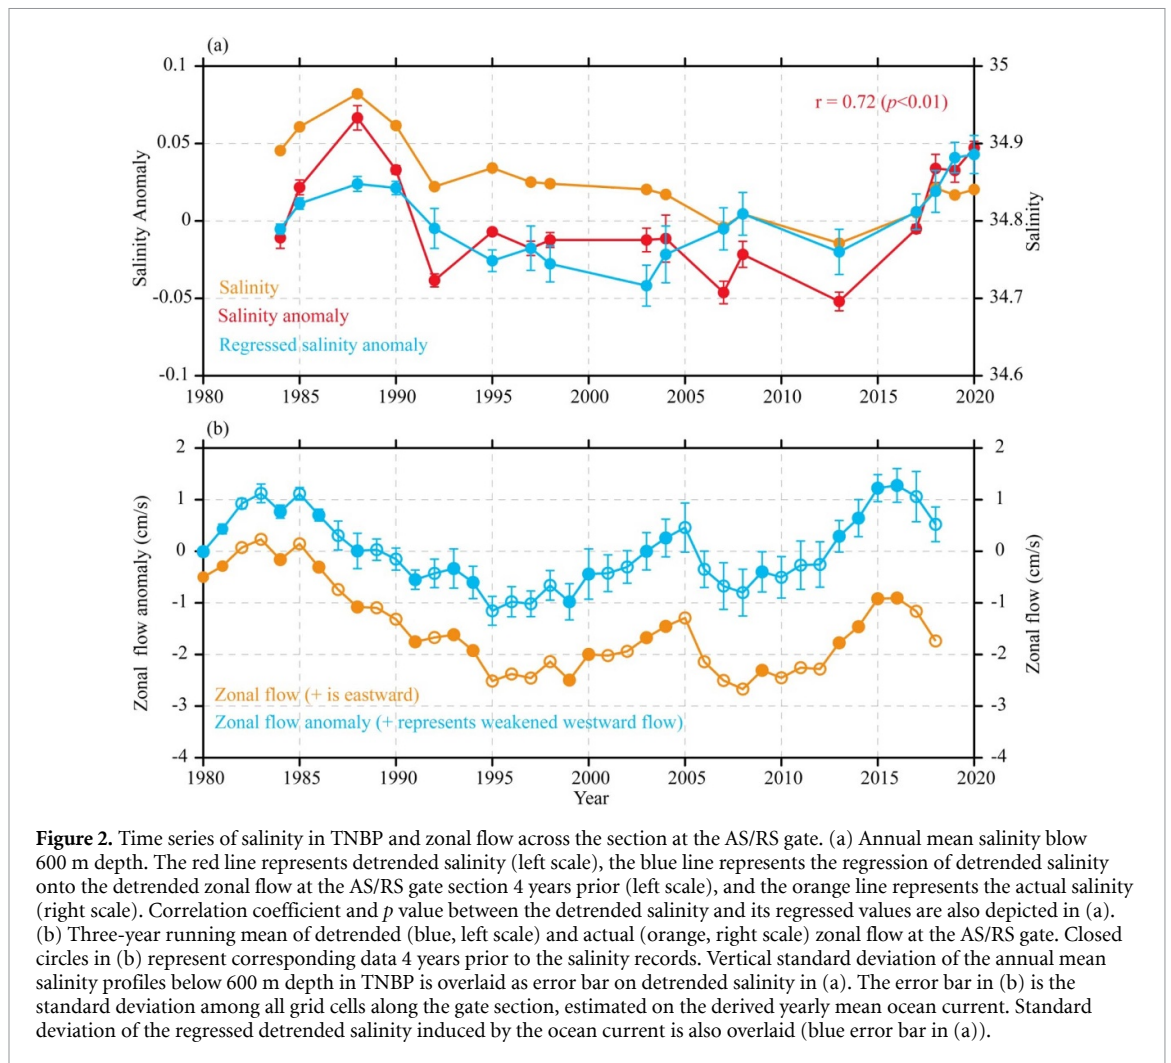 (a)
0.1
0.05
0
-0.05
-0.1
Salinity Anomaly
35
34.9
34.8
34.7
34.6
Salinity
r = 0.72 (p<0.01)
Salinity
Salinity anomaly
Regressed salinity anomaly
1980 1985 1990 1995 2000 2005 2010 2015 2020
(b)
2
1
0
-1
-2
-3
-4
Zonal flow anomaly (cm/s)
2
1
0
-1
-2
-3
-4
Zonal flow (cm/s)
Zonal flow (+ is eastward)
Zonal flow anomaly (+ represents weakened westward flow)
1980 1985 1990 1995 2000 2005 2010 2015 2020
Year
Figure 2. Time series of salinity in TNBP and zonal flow across the section at the AS/RS gate. (a) Annual mean salinity blow
600 m depth. The red line represents detrended salinity (left scale), the blue line represents the regression of detrended salinity
onto the detrended zonal flow at the AS/RS gate section 4 years prior (left scale), and the orange line represents the actual salinity
(right scale). Correlation coefficient and p value between the detrended salinity and its regressed values are also depicted in (a).
(b) Three-year running mean of detrended (blue, left scale) and actual (orange, right scale) zonal flow at the AS/RS gate. Closed
circles in (b) represent corresponding data 4 years prior to the salinity records. Vertical standard deviation of the annual mean
salinity profiles below 600 m depth in TNBP is overlaid as error bar on detrended salinity in (a). The error bar in (b) is the
standard deviation among all grid cells along the gate section, estimated on the derived yearly mean ocean current. Standard
deviation of the regressed detrended salinity induced by the ocean current is also overlaid (blue error bar in (a)).